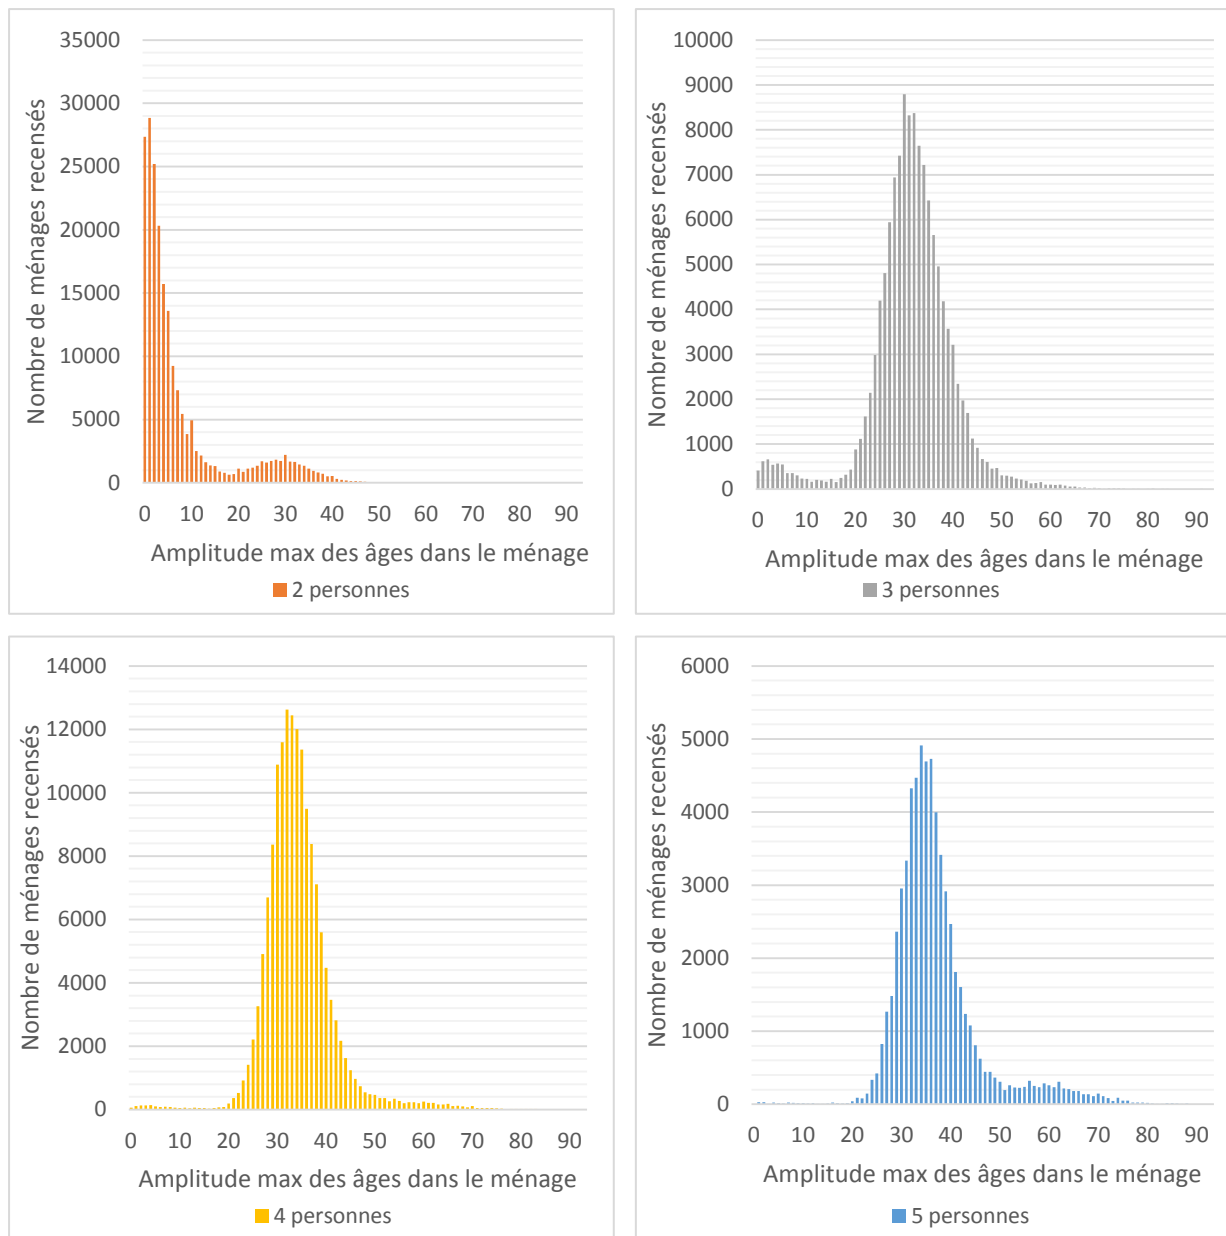 Nombre de ménages recensés
35000
30000
25000
20000
15000
10000
5000
0
0 10 20 30 40 50 60 70 80 90
Amplitude max des âges dans le ménage
2 personnes
Nombre de ménages recensés
10000
9000
8000
7000
6000
5000
4000
3000
2000
1000
0
0 10 20 30 40 50 60 70 80 90
Amplitude max des âges dans le ménage
3 personnes
Nombre de ménages recensés
14000
12000
10000
8000
6000
4000
2000
0
0 10 20 30 40 50 60 70 80 90
Amplitude max des âges dans le ménage
4 personnes
Nombre de ménages recensés
6000
5000
4000
3000
2000
1000
0
0 10 20 30 40 50 60 70 80 90
Amplitude max des âges dans le ménage
5 personnes